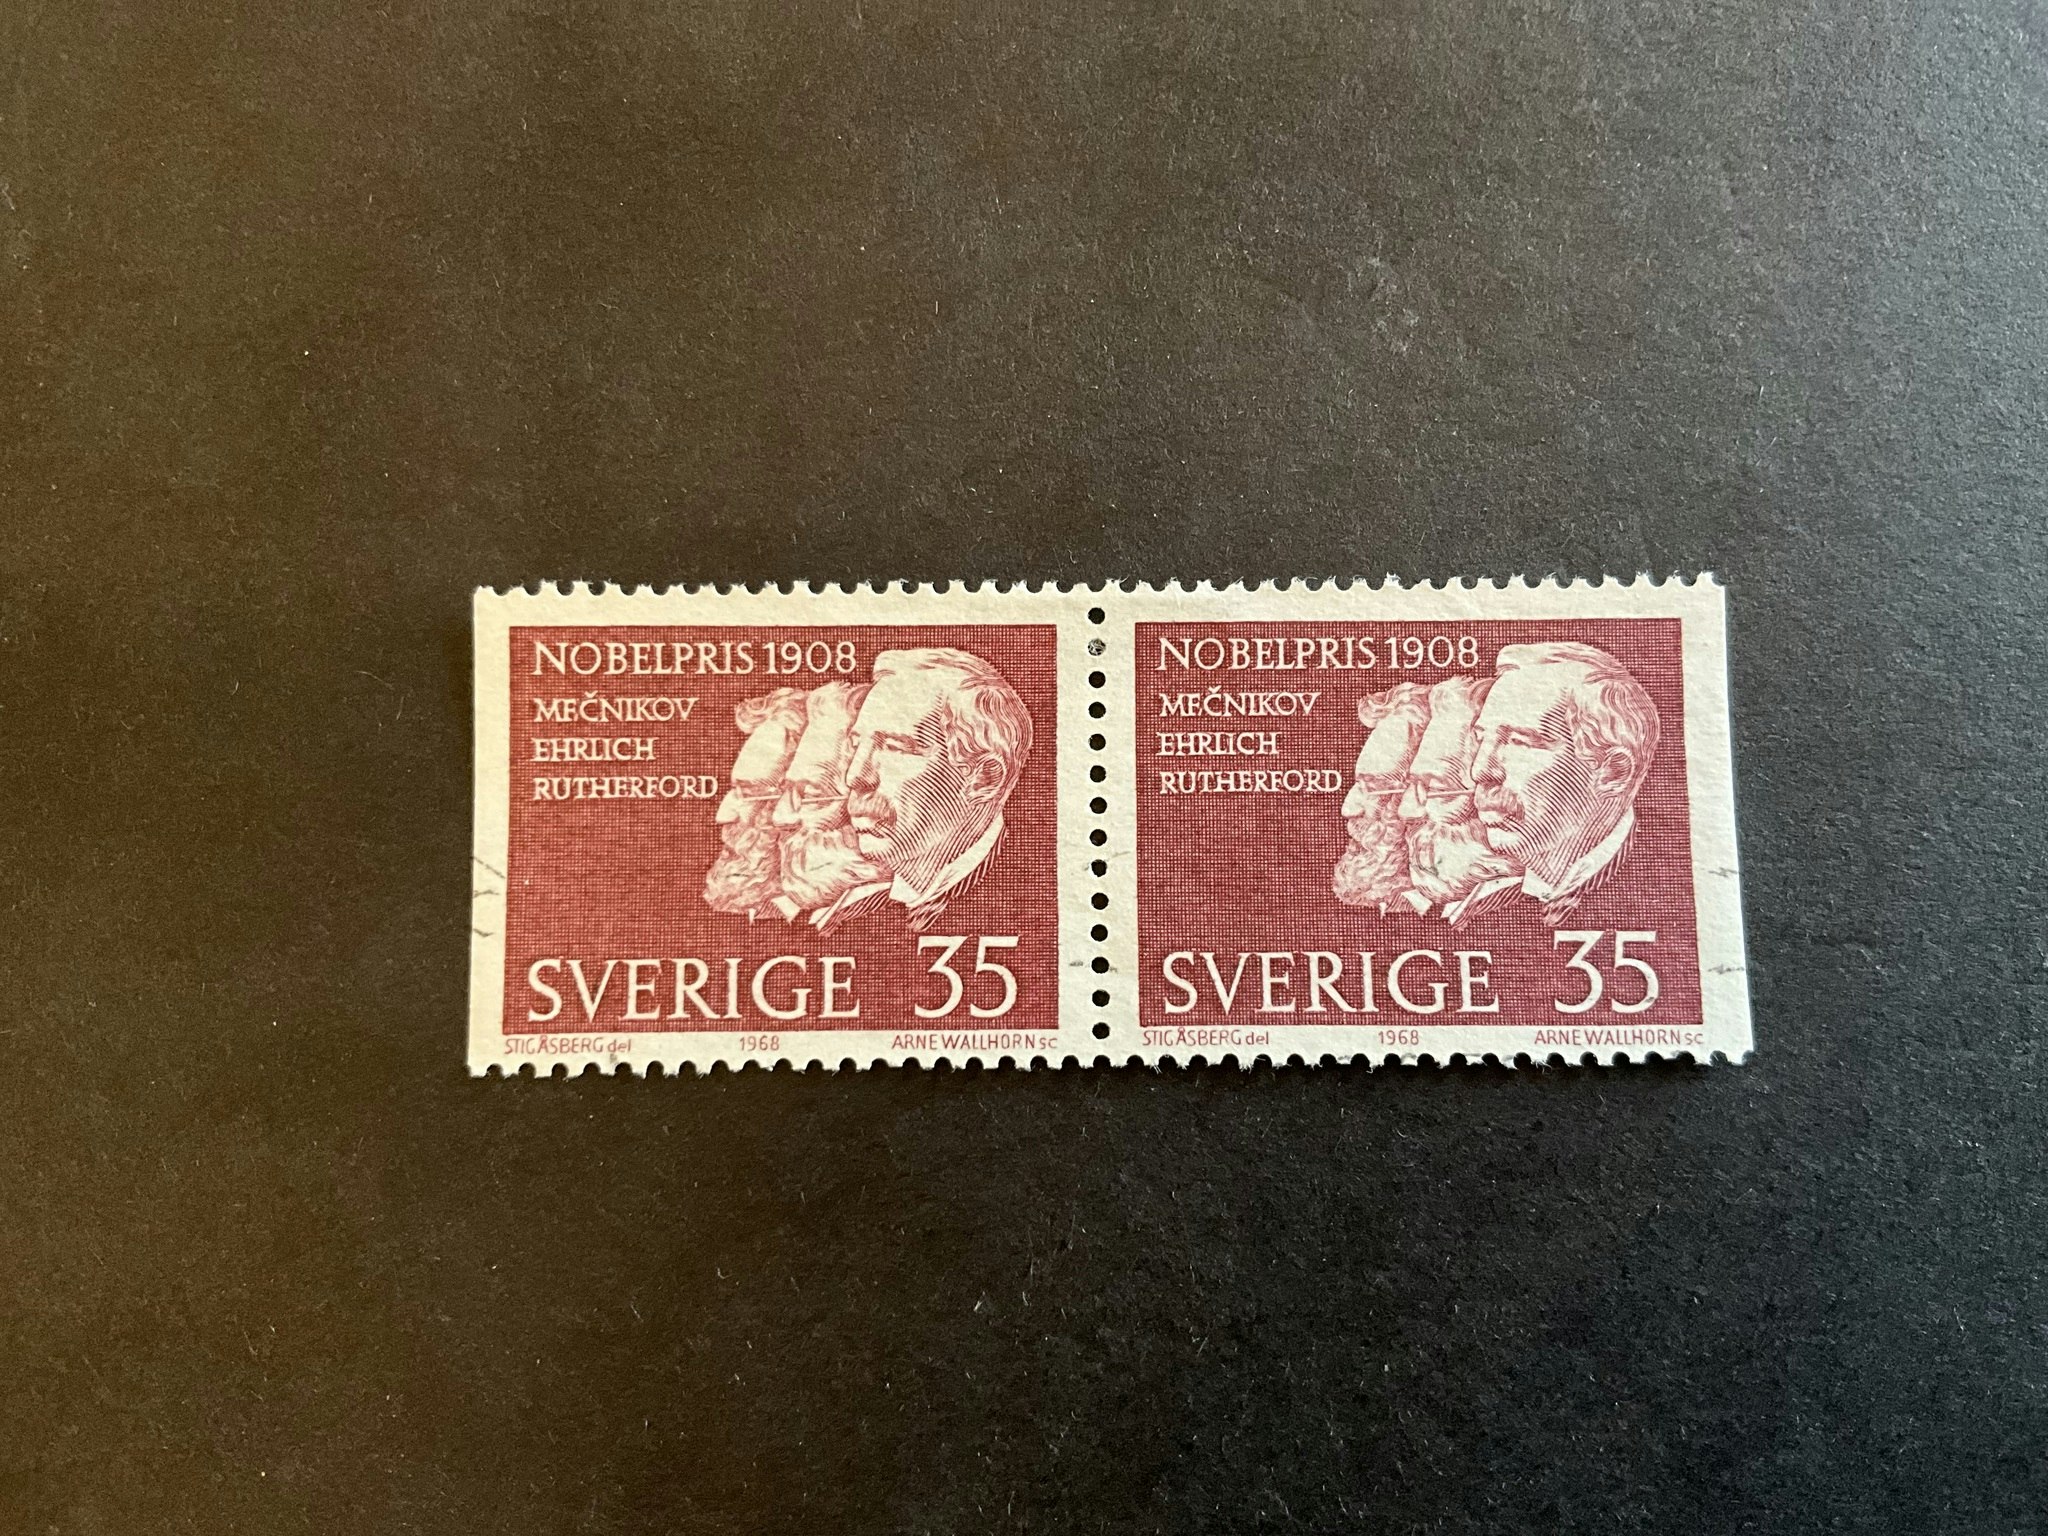 NOBELPRIS 1908
MEČNIKOV
EHRLICH
RUTHERFORD
SVERIGE 35
STIG ÅSBERG del 1968 ARNE WALLHORN sc
NOBELPRIS 1908
MEČNIKOV
EHRLICH
RUTHERFORD
SVERIGE 35
STIG ÅSBERG del 1968 ARNE WALLHORN sc